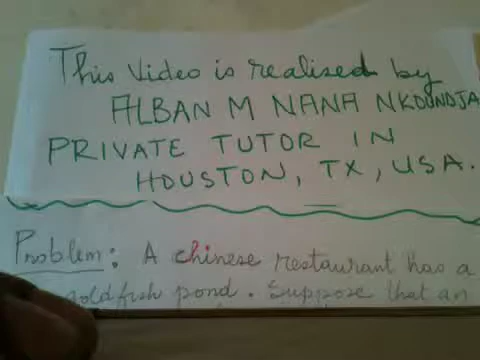 This Video is realised by
ALBAN M NANA NKOUNDJA
PRIVATE TUTOR IN
HOUSTON, TX, USA.
Problem: A chinese restaurant has a
goldfish pond. Suppose that an